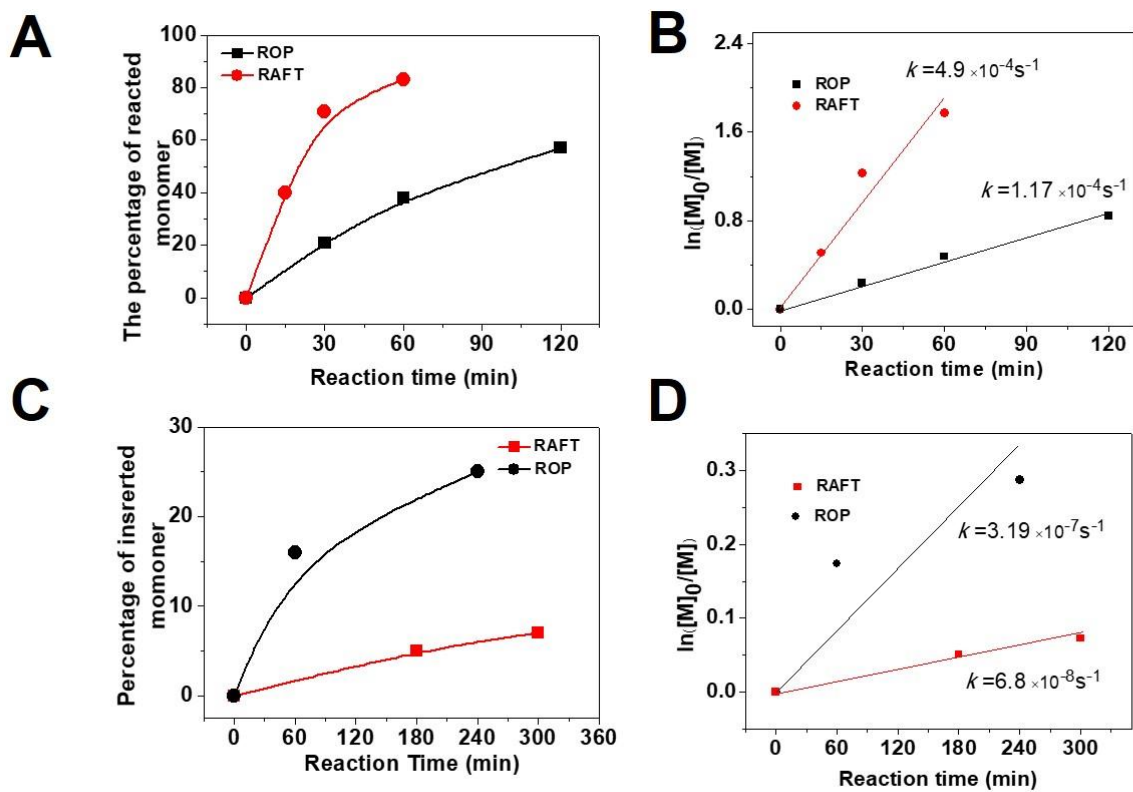 A
The percentage of reacted
monomer
100
80
60
40
20
0
ROP
RAFT
0 30 60 90 120
Reaction time (min)
B
ln([M]0/[M])
2.4
1.6
0.8
0.0
ROP
RAFT
k=4.9 ×10-4s-1
k=1.17 ×10-4s-1
0 30 60 90 120
Reaction time (min)
C
Percentage of insrerted
momoner
30
20
10
0
RAFT
ROP
0 60 120 180 240 300 360
Reaction Time (min)
D
ln([M]0/[M])
0.3
0.2
0.1
0.0
RAFT
ROP
k=3.19 ×10-7s-1
k=6.8 ×10-8s-1
0 60 120 180 240 300
Reaction time (min)